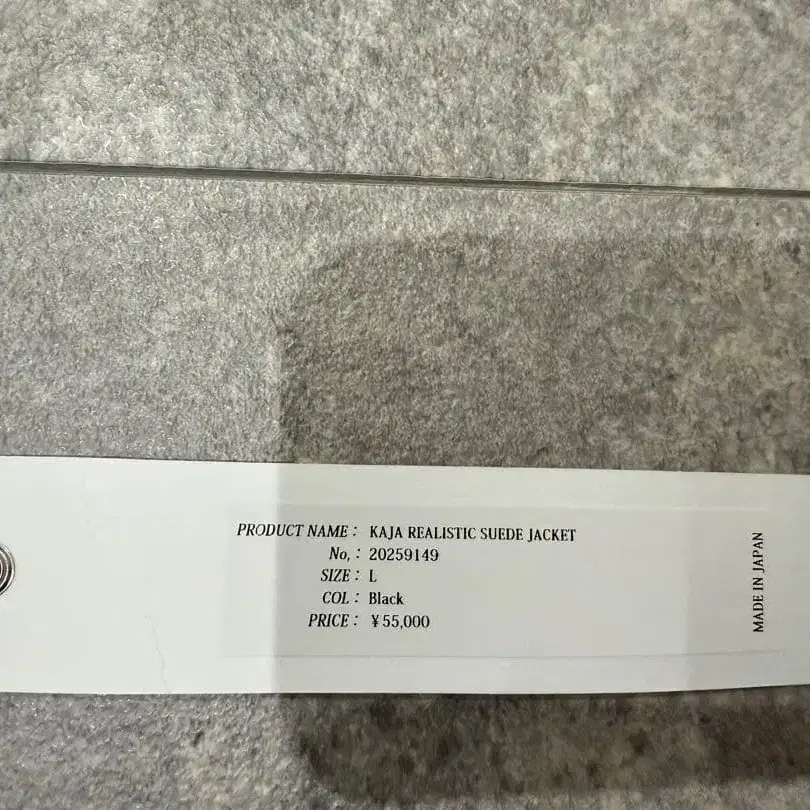 PRODUCT NAME : KAJA REALISTIC SUEDE JACKET
No, : 20259149
SIZE : L
COL : Black
PRICE : ¥55,000
MADE IN JAPAN